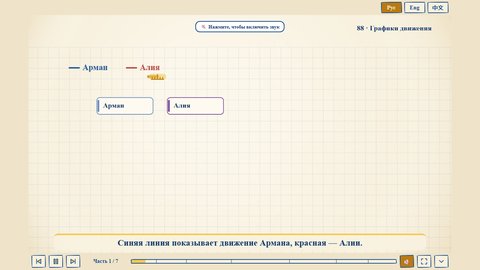 Рус Eng 中文
Нажмите, чтобы включить звук
88 · Графики движения
Арман Алия
Арман Алия
Синяя линия показывает движение Армана, красная — Алии.
Часть 1 / 7